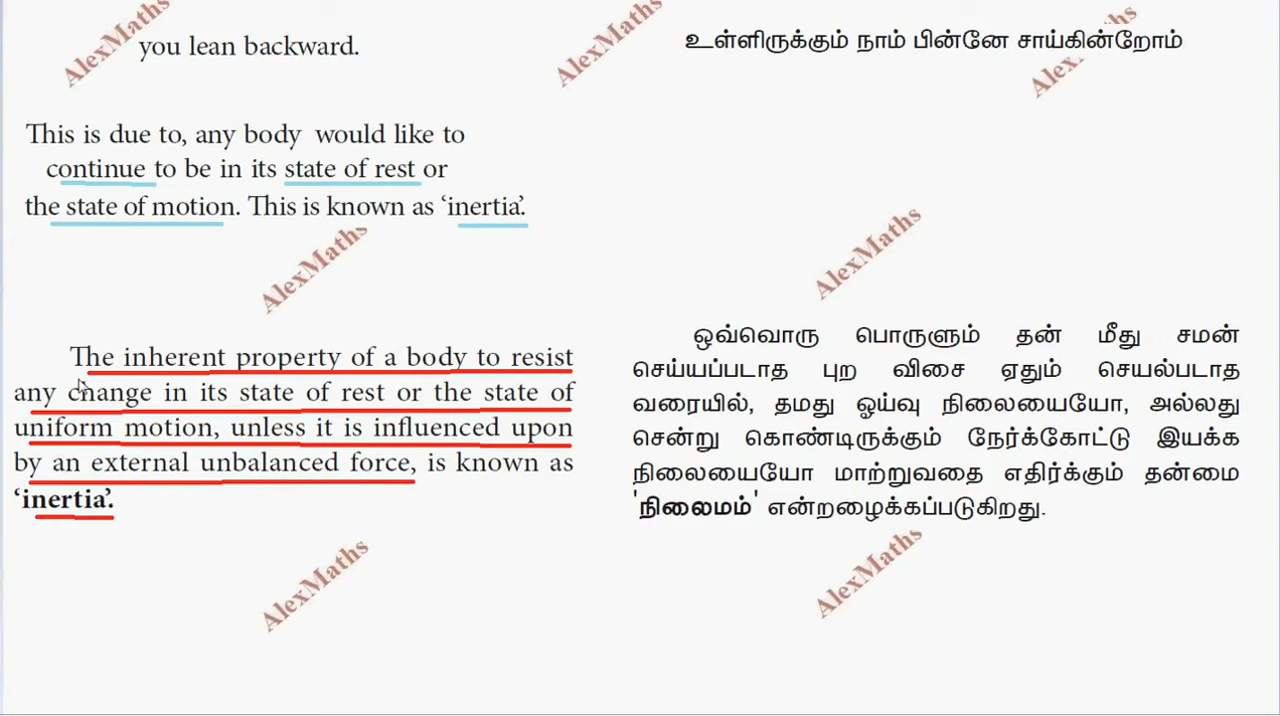 you lean backward.
This is due to, any body would like to
continue to be in its state of rest or
the state of motion. This is known as ‘inertia’.
The inherent property of a body to resist
any change in its state of rest or the state of
uniform motion, unless it is influenced upon
by an external unbalanced force, is known as
‘inertia’.
உள்ளிருக்கும் நாம் பின்னே சாய்கின்றோம்
ஒவ்வொரு பொருளும் தன் மீது சமன்
செய்யப்படாத புற விசை ஏதும் செயல்படாத
வரையில், தமது ஓய்வு நிலையையோ, அல்லது
சென்று கொண்டிருக்கும் நேர்க்கோட்டு இயக்க
நிலையையோ மாற்றுவதை எதிர்க்கும் தன்மை
'நிலைமம்' என்றழைக்கப்படுகிறது.
AlexMaths
AlexMaths
AlexMaths
AlexMaths
AlexMaths
AlexMaths
AlexMaths